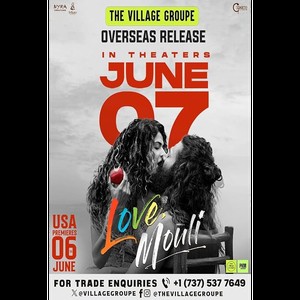 THE VILLAGE GROUPE
OVERSEAS RELEASE
IN THEATERS
JUNE
07
Love,
Mouli
USA
PREMIERES
06
JUNE
FOR TRADE ENQUIRIES +1 (737) 537 7649
@VILLAGEGROUPE @THEVILLAGEGROUPE